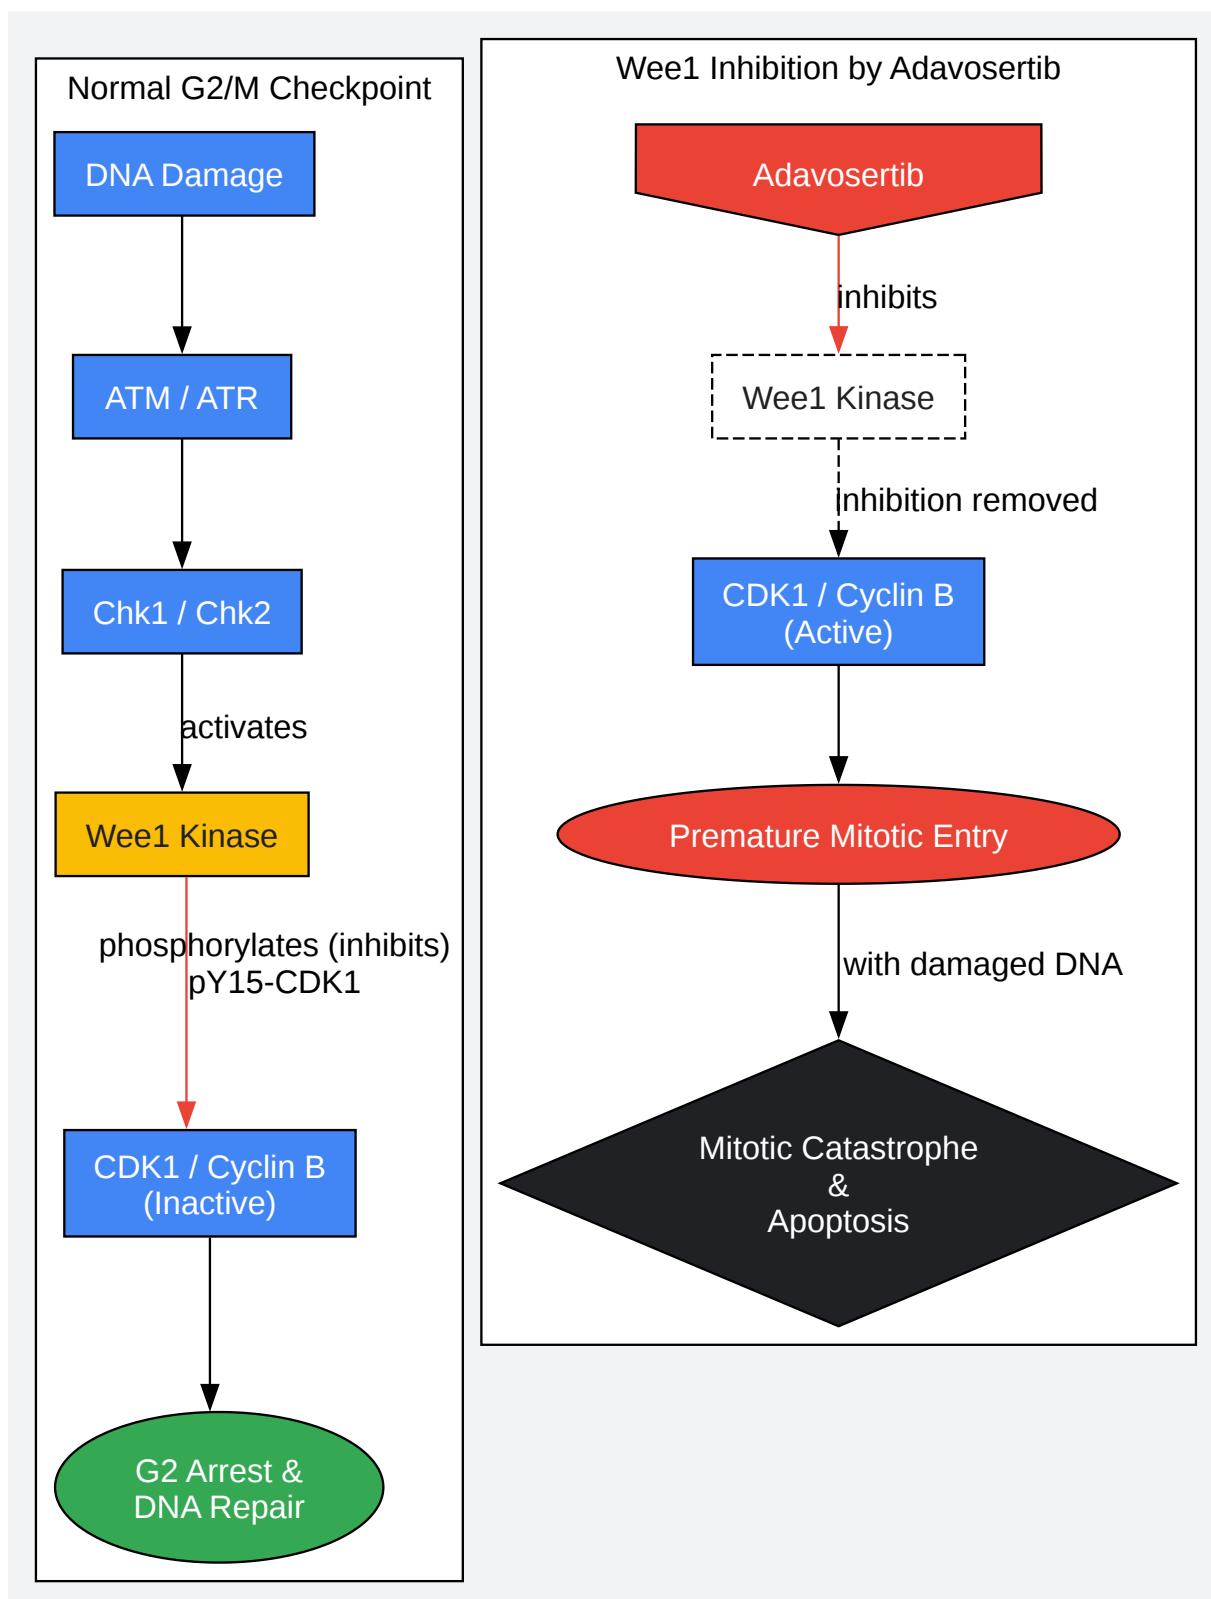 Normal G2/M Checkpoint
DNA Damage
ATM / ATR
Chk1 / Chk2
activates
Wee1 Kinase
phosphorylates (inhibits)
pY15-CDK1
CDK1 / Cyclin B
(Inactive)
G2 Arrest &
DNA Repair
Wee1 Inhibition by Adavosertib
Adavosertib
inhibits
Wee1 Kinase
inhibition removed
CDK1 / Cyclin B
(Active)
Premature Mitotic Entry
with damaged DNA
Mitotic Catastrophe
&
Apoptosis